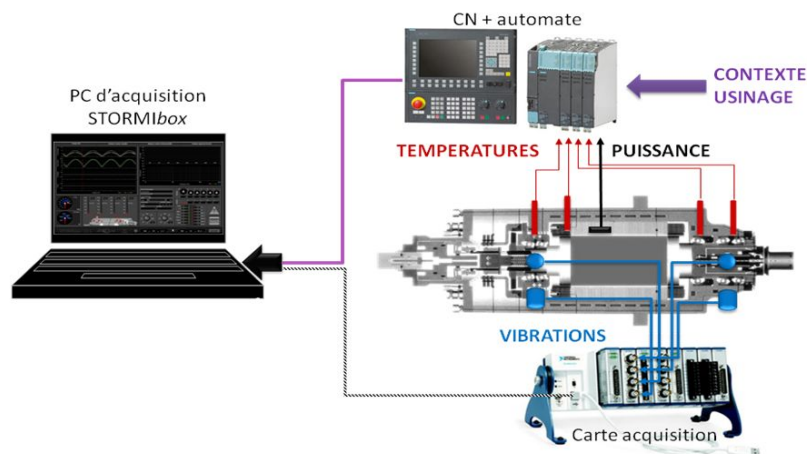 CN + automate
PC d'acquisition
STORMIbox
CONTEXTE
USINAGE
TEMPERATURES
PUISSANCE
VIBRATIONS
Carte acquisition